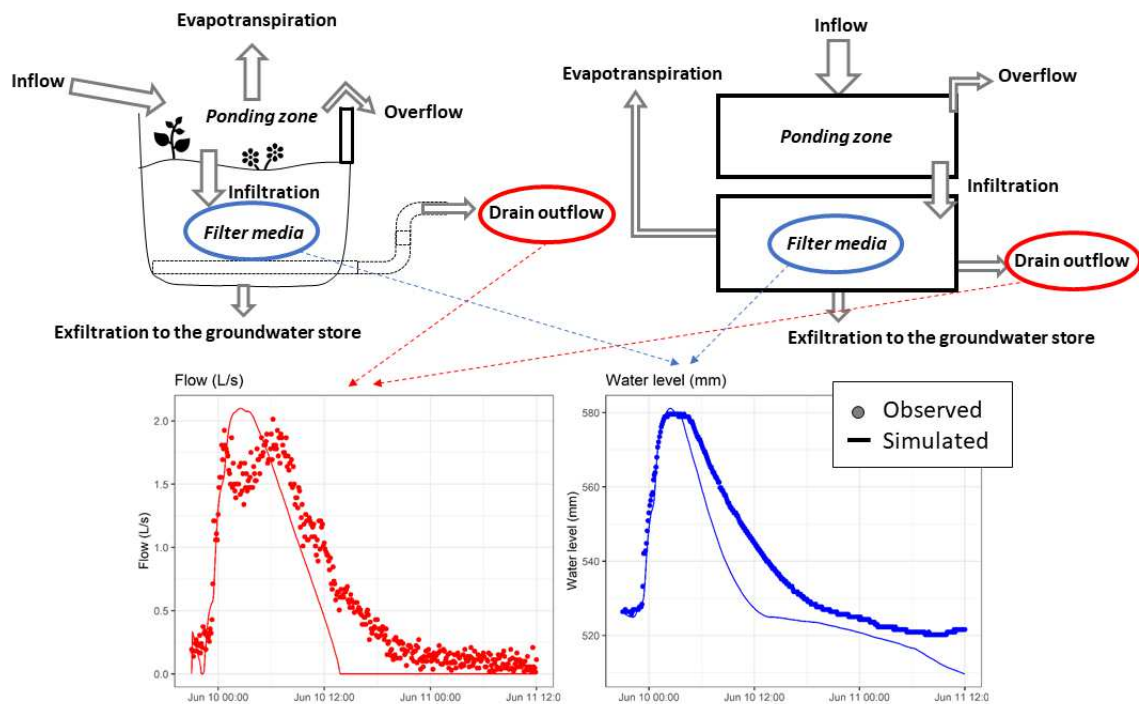 Evapotranspiration
Inflow
Ponding zone
Overflow
Infiltration
Filter media
Drain outflow
Exfiltration to the groundwater store
Inflow
Evapotranspiration
Overflow
Ponding zone
Infiltration
Filter media
Drain outflow
Exfiltration to the groundwater store
Flow (L/s)
Flow (L/s)
2.0
1.5
1.0
0.5
0.0
Jun 10 00:00
Jun 10 12:00
Jun 11 00:00
Jun 11 12:0
Water level (mm)
Water level (mm)
580
560
540
520
Jun 10 00:00
Jun 10 12:00
Jun 11 00:00
Jun 11 12:0
Observed
Simulated